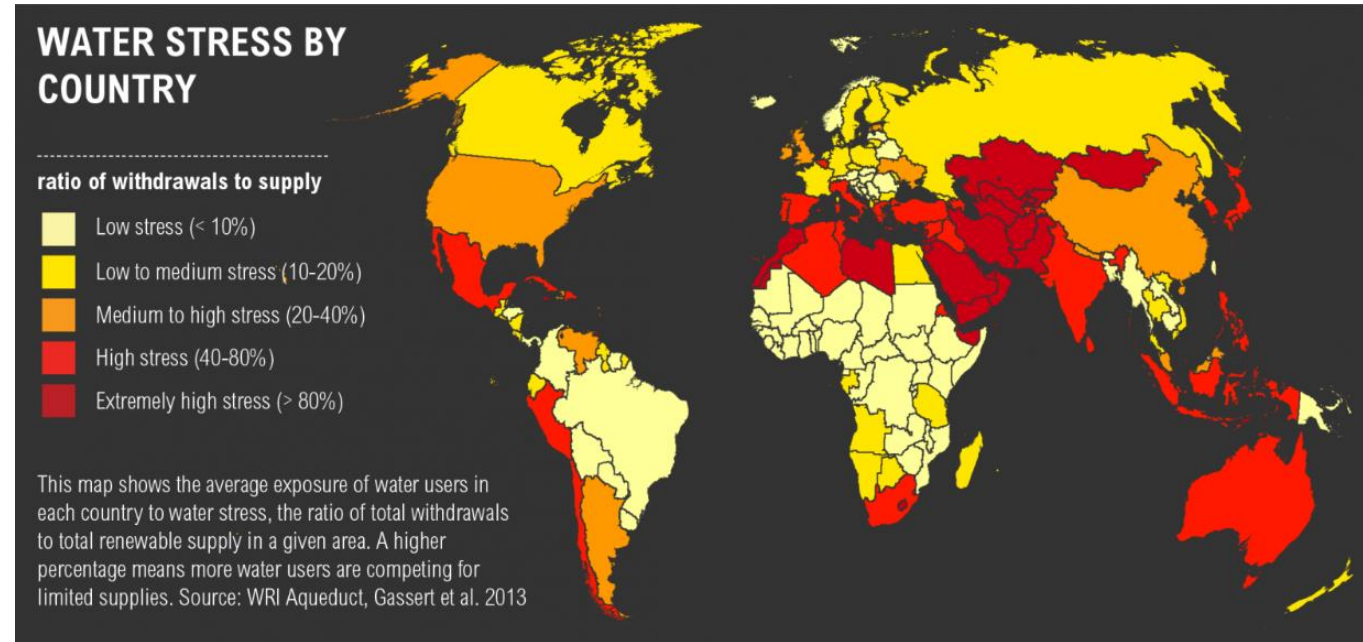 WATER STRESS BY
COUNTRY
ratio of withdrawals to supply
Low stress (< 10%)
Low to medium stress (10-20%)
Medium to high stress (20-40%)
High stress (40-80%)
Extremely high stress (> 80%)
This map shows the average exposure of water users in
each country to water stress, the ratio of total withdrawals
to total renewable supply in a given area. A higher
percentage means more water users are competing for
limited supplies. Source: WRI Aqueduct, Gassert et al. 2013